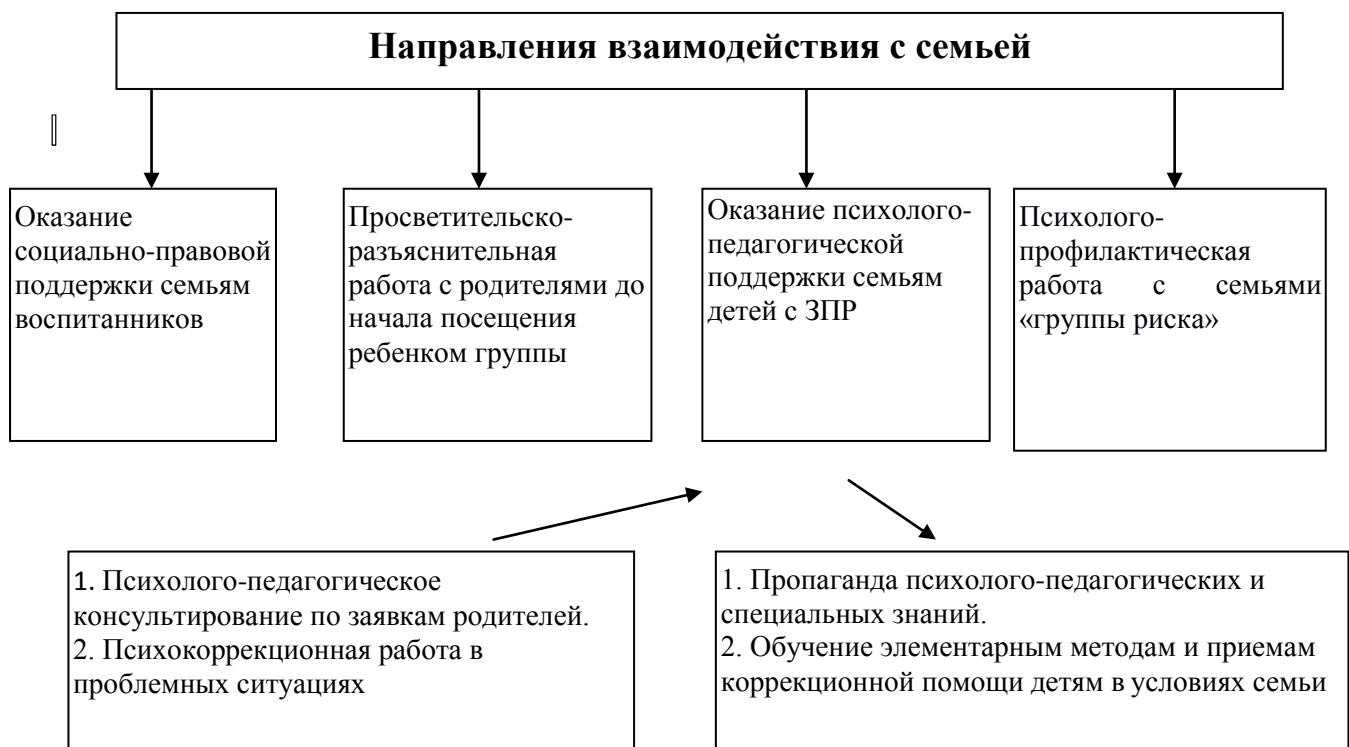 Направления взаимодействия с семьей
Оказание
социально-правовой
поддержки семьям
воспитанников
Просветительско-
разъяснительная
работа с родителями до
начала посещения
ребенком группы
Оказание психолого-
педагогической
поддержки семьям
детей с ЗПР
Психолого-
профилактическая
работа с семьями
«группы риска»
1. Психолого-педагогическое
консультирование по заявкам родителей.
2. Психокоррекционная работа в
проблемных ситуациях
1. Пропаганда психолого-педагогических и
специальных знаний.
2. Обучение элементарным методам и приемам
коррекционной помощи детям в условиях семьи